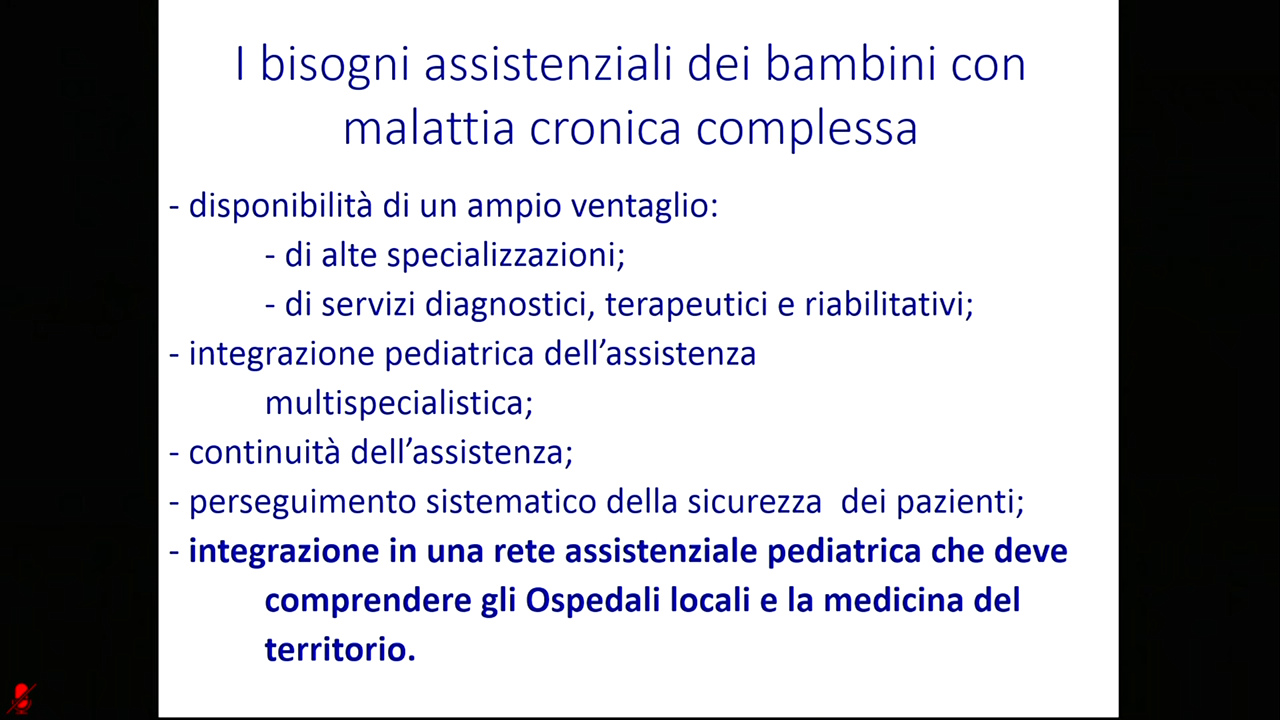 I bisogni assistenziali dei bambini con
malattia cronica complessa
- disponibilità di un ampio ventaglio:
- di alte specializzazioni;
- di servizi diagnostici, terapeutici e riabilitativi;
- integrazione pediatrica dell’assistenza
multispecialistica;
- continuità dell’assistenza;
- perseguimento sistematico della sicurezza  dei pazienti;
- integrazione in una rete assistenziale pediatrica che deve
comprendere gli Ospedali locali e la medicina del
territorio.